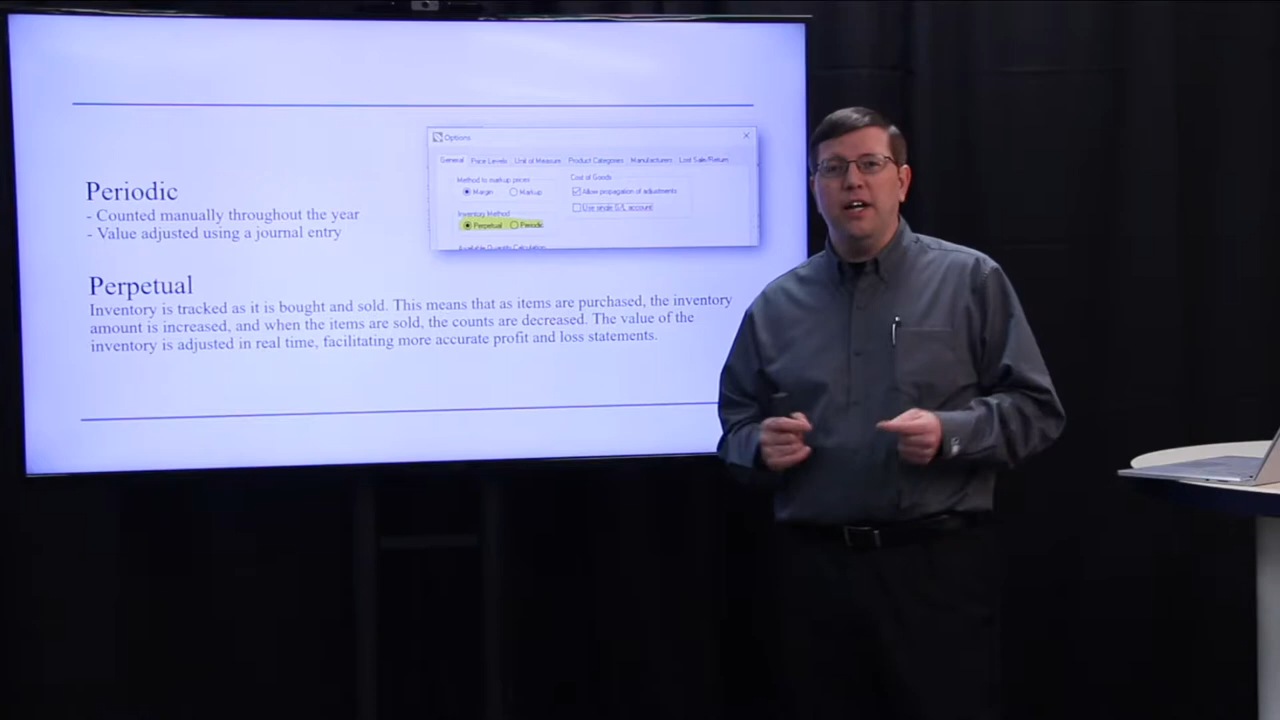 Options
General Price Levels Unit of Measure Product Categories Manufacturers Lost Sale/Return
Method to markup prices
Margin Markup
Cost of Goods
Allow propagation of adjustments
Use single G/L account
Inventory Method
Perpetual Periodic
Available Quantity Calculation
Periodic
- Counted manually throughout the year
- Value adjusted using a journal entry
Perpetual
Inventory is tracked as it is bought and sold. This means that as items are purchased, the inventory
amount is increased, and when the items are sold, the counts are decreased. The value of the
inventory is adjusted in real time, facilitating more accurate profit and loss statements.